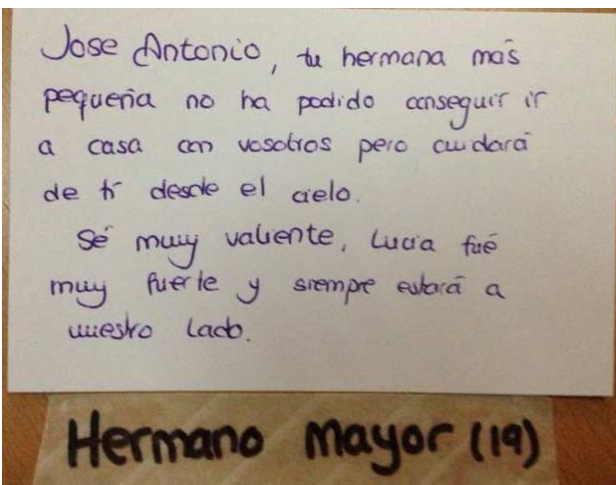 Jose Antonio, tu hermana más
pequeña no ha podido conseguir ir
a casa con vosotros pero cuidará
de tí desde el cielo.
Sé muy valiente, Lucia fué
muy fuerte y siempre estará a
vuestro lado.
Hermano Mayor (19)